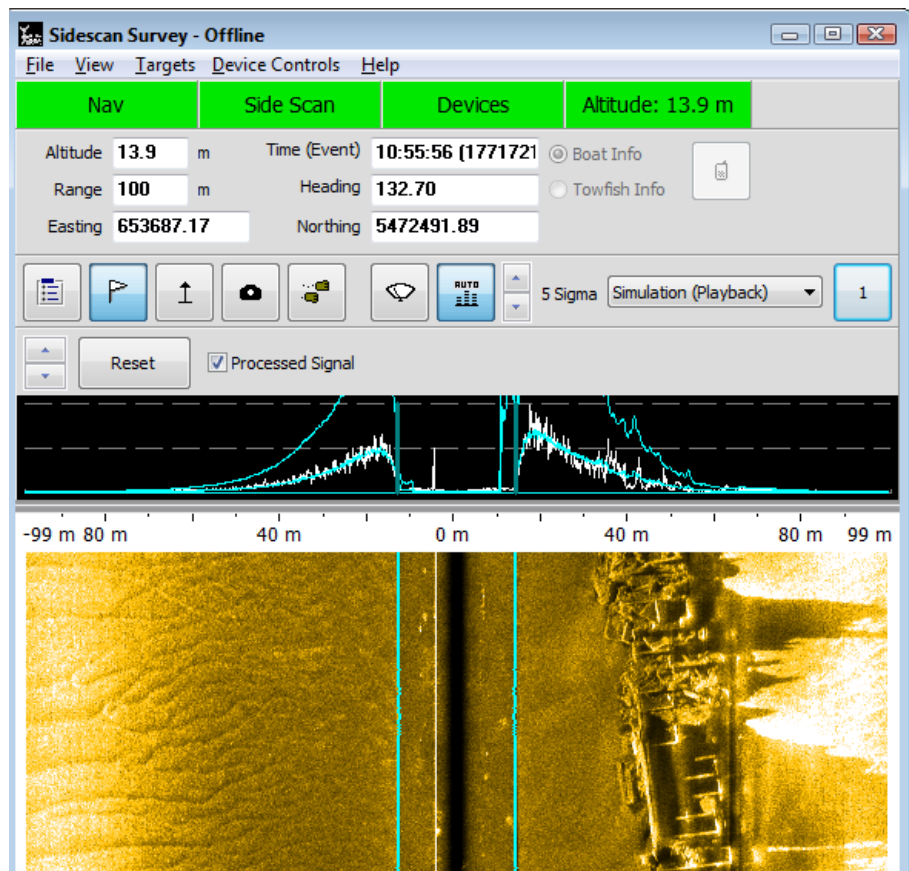 Sidescan Survey - Offline
File View Targets Device Controls Help
Nav Side Scan Devices Altitude: 13.9 m
Altitude 13.9 m Time (Event) 10:55:56 (1771721 Boat Info
Range 100 m Heading 132.70 Towfish Info
Easting 653687.17 Northing 5472491.89
AUTO 5 Sigma Simulation (Playback) 1
Reset Processed Signal
-99 m 80 m 40 m 0 m 40 m 80 m 99 m